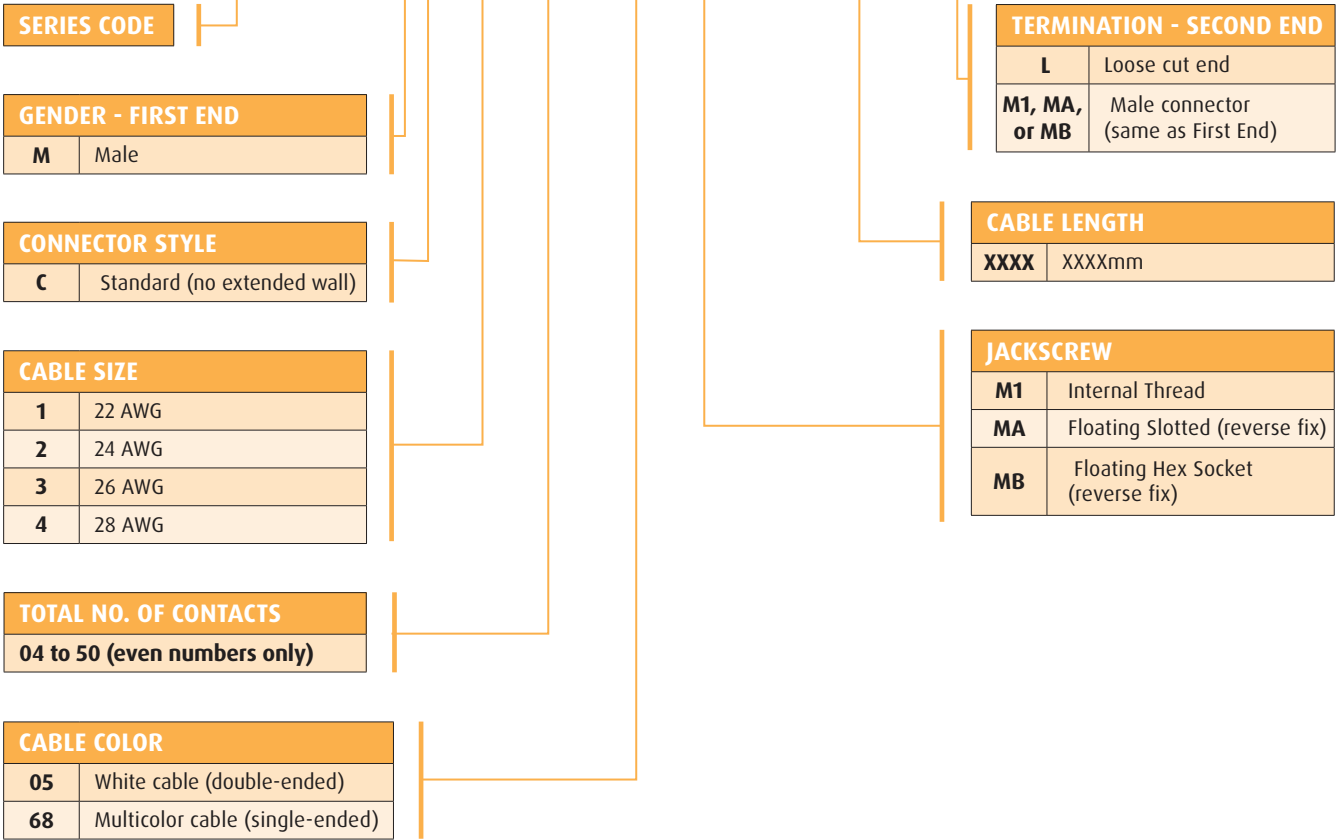 SERIES CODE
GENDER - FIRST END
M Male
CONNECTOR STYLE
C Standard (no extended wall)
CABLE SIZE
1 22 AWG
2 24 AWG
3 26 AWG
4 28 AWG
TOTAL NO. OF CONTACTS
04 to 50 (even numbers only)
CABLE COLOR
05 White cable (double-ended)
68 Multicolor cable (single-ended)
TERMINATION - SECOND END
L Loose cut end
M1, MA, Male connector
or MB (same as First End)
CABLE LENGTH
XXXX XXXXmm
JACKSCREW
M1 Internal Thread
MA Floating Slotted (reverse fix)
MB Floating Hex Socket
(reverse fix)